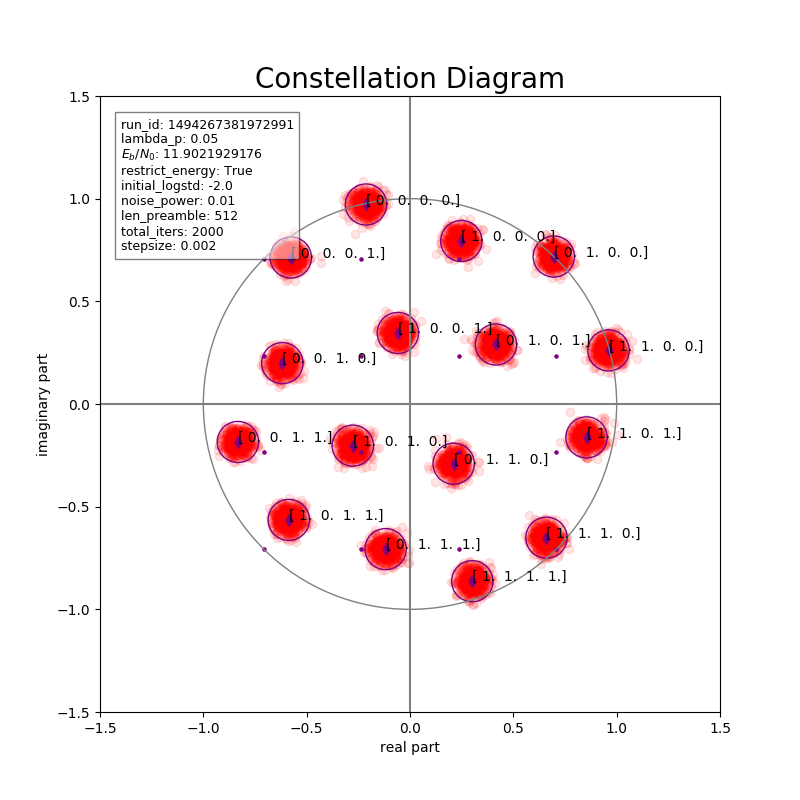 Constellation Diagram
1.5
run_id: 1494267381972991
lambda_p: 0.05
E_b/N_0: 11.9021929176
restrict_energy: True
initial_logstd: -2.0
noise_power: 0.01
len_preamble: 512
total_iters: 2000
stepsize: 0.002
[ 0. 0. 0. 0.]
1.0
[ 1. 0. 0. 0.]
[ 0. 0. 0. 1.]
[ 0. 1. 0. 0.]
0.5
[ 1. 0. 0. 1.]
[ 0. 1. 0. 1.]
[ 1. 1. 0. 0.]
[ 0. 0. 1. 0.]
imaginary part
0.0
[ 0. 0. 1. 1.]
[ 1. 0. 1. 0.]
[ 1. 1. 0. 1.]
[ 0. 1. 1. 0.]
−0.5
[ 1. 0. 1. 1.]
[ 0. 1. 1. 1.]
[ 1. 1. 1. 0.]
[ 1. 1. 1. 1.]
−1.0
−1.5
−1.5 −1.0 −0.5 0.0 0.5 1.0 1.5
real part